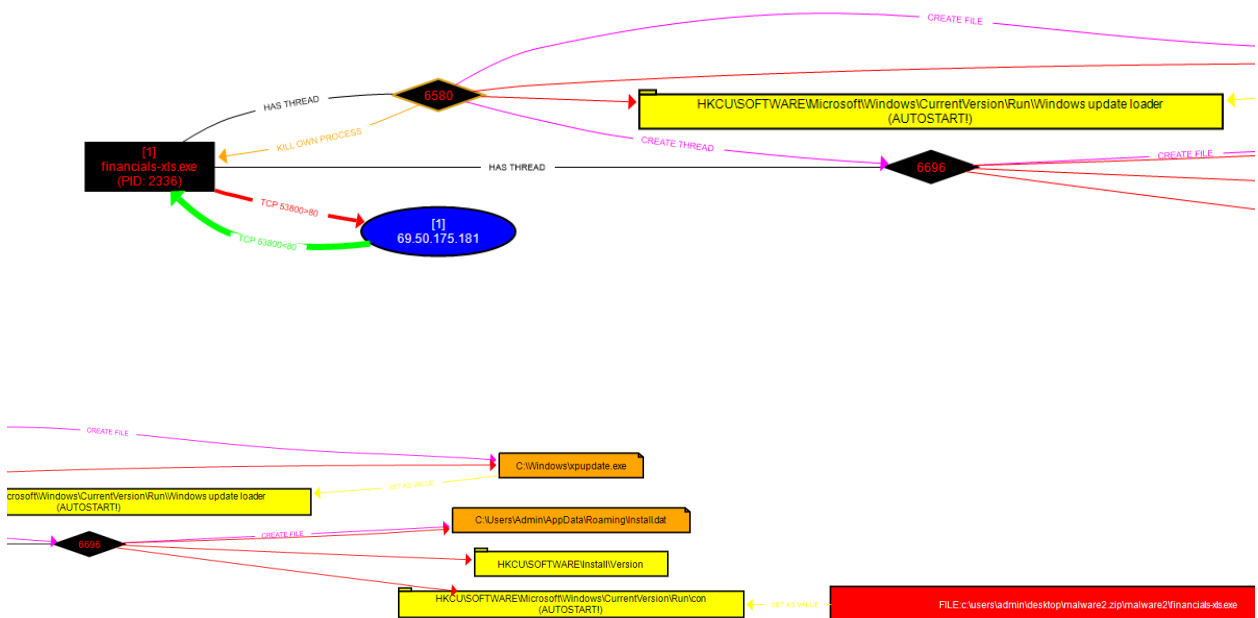 CREATE FILE
6580
HAS THREAD
HKCU\SOFTWARE\Microsoft\Windows\CurrentVersion\Run\Windows update loader
(AUTOSTART!)
KILL OWN PROCESS
CREATE THREAD
[1]
financials-xls.exe
(PID: 2336)
HAS THREAD
6696
CREATE FILE
TCP 53800>80
[1]
69.50.175.181
TCP 53800<80
CREATE FILE
C:\Windows\xpupdate.exe
SET AS VALUE
crosoft\Windows\CurrentVersion\Run\Windows update loader
(AUTOSTART!)
C:\Users\Admin\AppData\Roaming\Install.dat
CREATE FILE
6696
HKCU\SOFTWARE\Install\Version
HKCU\SOFTWARE\Microsoft\Windows\CurrentVersion\Run\con
(AUTOSTART!)
SET AS VALUE
FILE:c:\users\admin\desktop\malware2.zip\malware2\financials-xls.exe